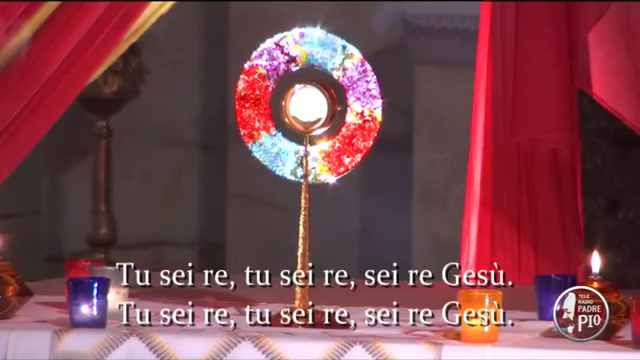 Tu sei re, tu sei re, sei re Gesù.
Tu sei re, tu sei re, sei re Gesù.
TELE
RADIO
PADRE
PIO